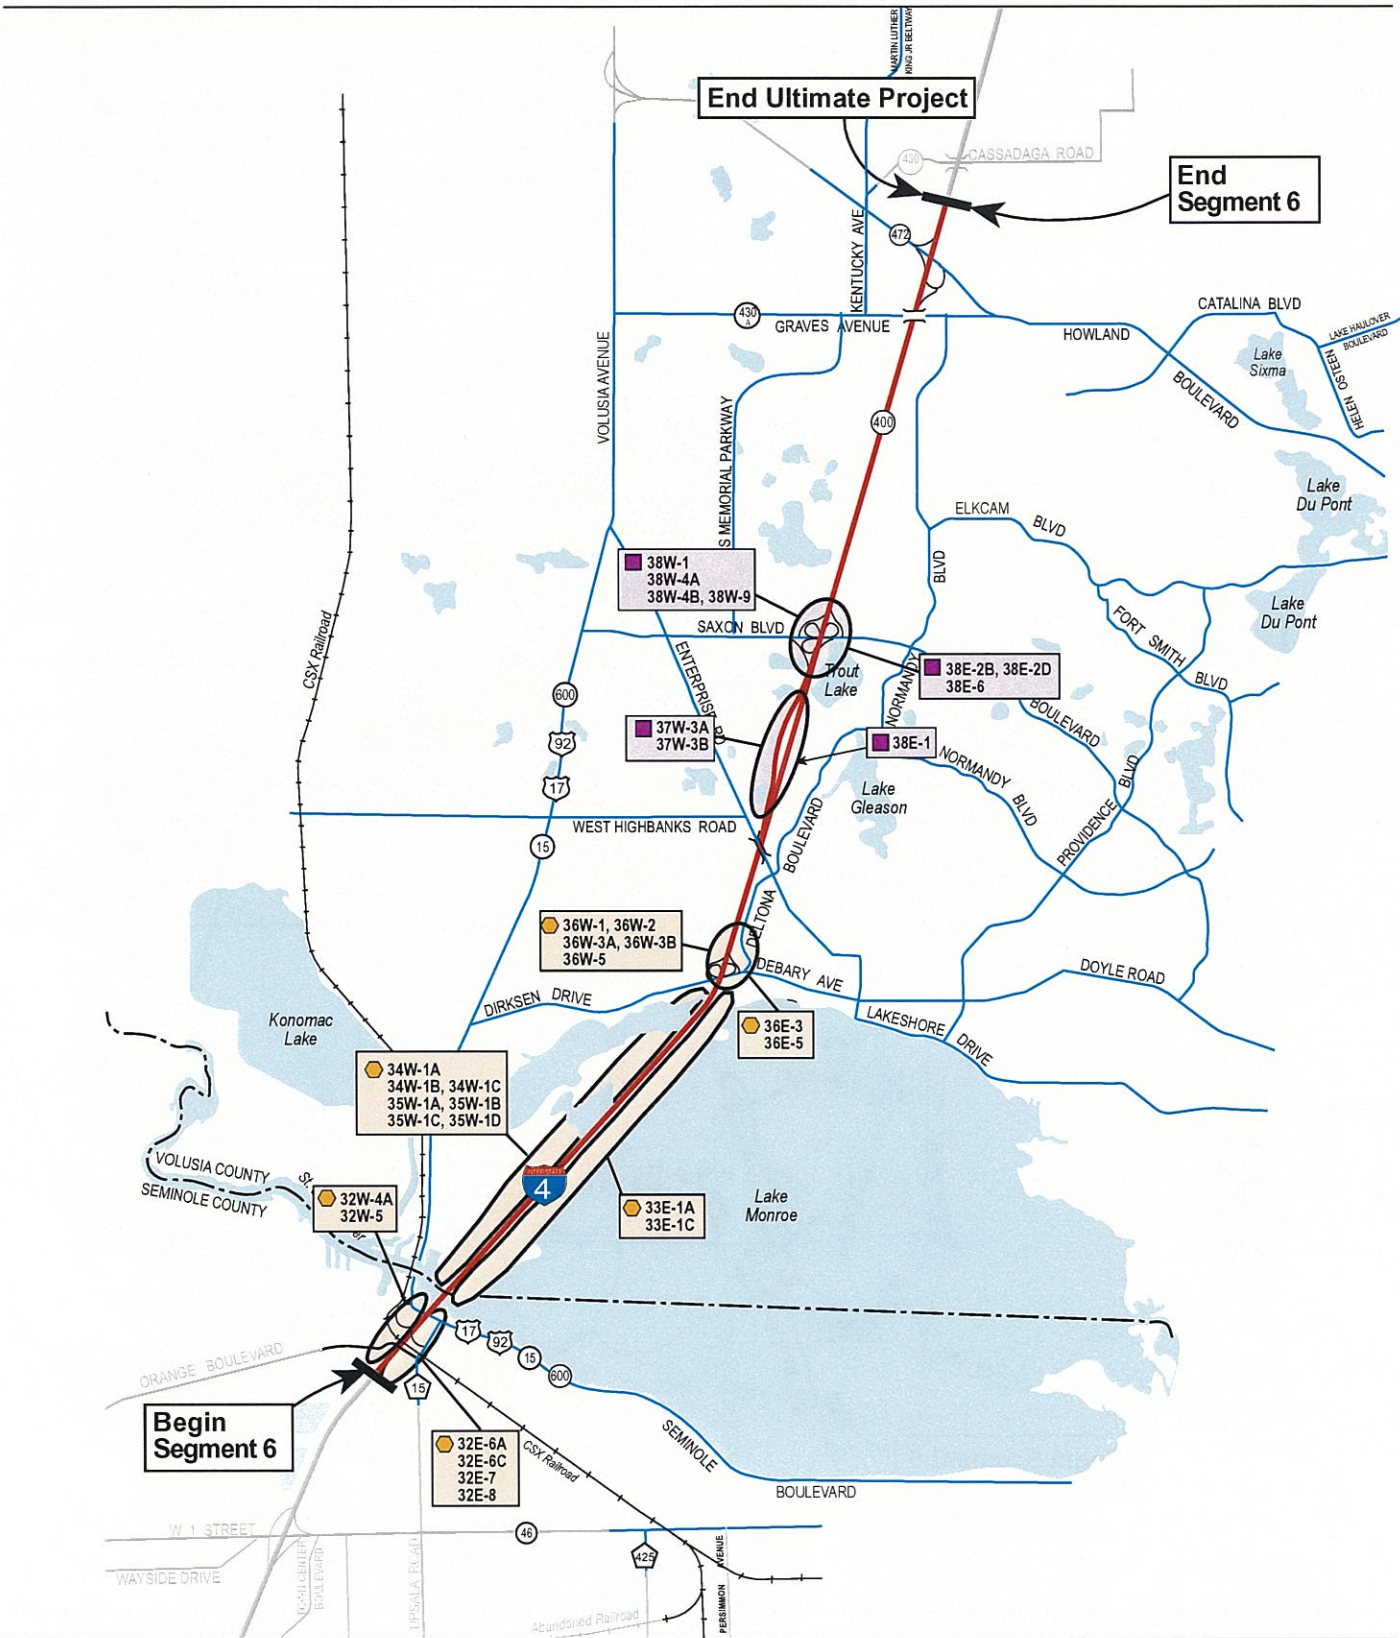 MARTIN LUTHER
KING JR BELTWAY
End Ultimate Project
430
CASSADAGA ROAD
End
Segment 6
472
KENTUCKY AVE
430
A
GRAVES AVENUE
HOWLAND
BOULEVARD
CATALINA BLVD
LAKE HAULOVER
BOULEVARD
HELEN OSTEEN
Lake
Sixma
VOLUSIA AVENUE
S MEMORIAL PARKWAY
400
Lake
Du Pont
ELKCAM
BLVD
BLVD
38W-1
38W-4A
38W-4B, 38W-9
SAXON BLVD
Lake
Du Pont
FORT SMITH
BLVD
CSX Railroad
ENTERPRISE RD
Trout
Lake
NORMANDY
38E-2B, 38E-2D
38E-6
BOULEVARD
600
92
17
15
37W-3A
37W-3B
38E-1
NORMANDY
BLVD
Lake
Gleason
PROVIDENCE
BLVD
WEST HIGHBANKS ROAD
DELTONA
BOULEVARD
36W-1, 36W-2
36W-3A, 36W-3B
36W-5
DEBARY AVE
DOYLE ROAD
DIRKSEN DRIVE
LAKESHORE
DRIVE
36E-3
36E-5
Konomac
Lake
34W-1A
34W-1B, 34W-1C
35W-1A, 35W-1B
35W-1C, 35W-1D
VOLUSIA COUNTY
SEMINOLE COUNTY
St.
INTERSTATE
4
32W-4A
32W-5
33E-1A
33E-1C
Lake
Monroe
17
92
15
600
ORANGE BOULEVARD
15
Begin
Segment 6
SEMINOLE
BOULEVARD
32E-6A
32E-6C
32E-7
32E-8
CSX Railroad
W 1 STREET
46
425
WAYSIDE DRIVE
TOWN CENTER
BOULEVARD
UPSALA ROAD
Abandoned Railroad
PERSIMMON
AVENUE